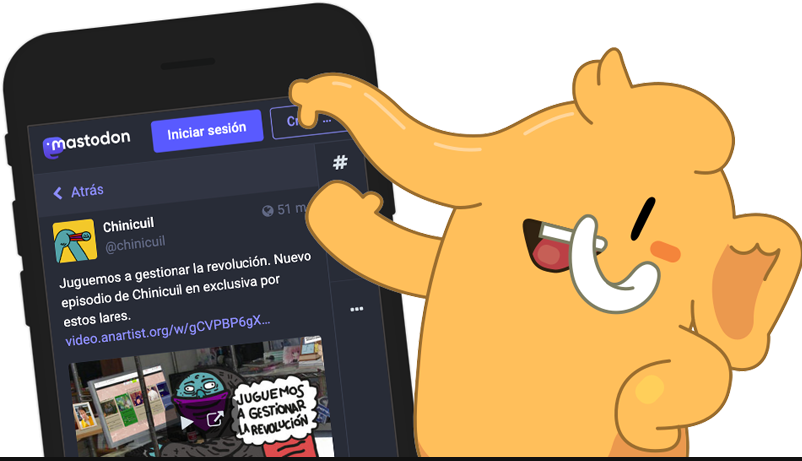 mastodon
Iniciar sesión
Cr...
#
Atrás
Chinicuil
51 m
@chinicuil
Juguemos a gestionar la revolución. Nuevo
episodio de Chinicuil en exclusiva por
estos lares.
video.anartist.org/w/gCVPBP6gX...
...
JUGUEMOS
A GESTIONAR
LA REVOLUCIÓN